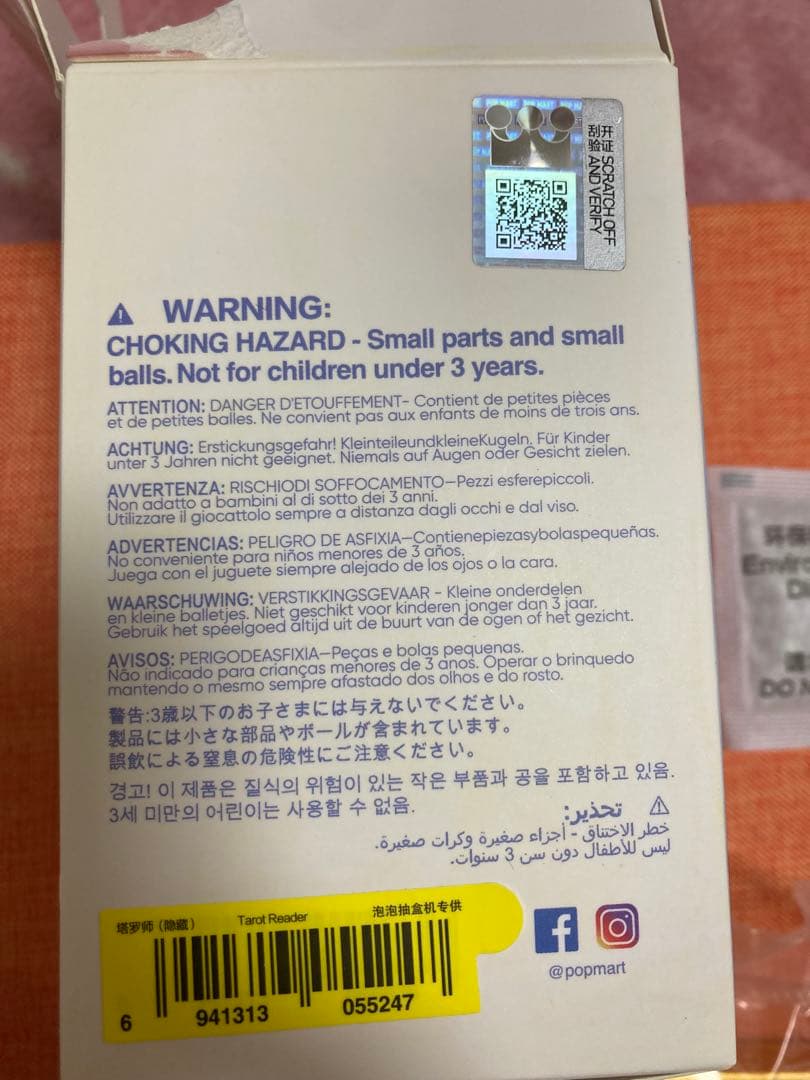 POP MART POP MART POP MA
刮开
验证 SCRATCH OFF
AND VERIFY
WARNING:
CHOKING HAZARD - Small parts and small
balls. Not for children under 3 years.
ATTENTION: DANGER D'ETOUFFEMENT- Contient de petites pièces
et de petites balles. Ne convient pas aux enfants de moins de trois ans.
ACHTUNG: Erstickungsgefahr! KleinteileundkleineKugeln. Für Kinder
unter 3 Jahren nicht geeignet. Niemals auf Augen oder Gesicht zielen.
AVVERTENZA: RISCHIODI SOFFOCAMENTO—Pezzi esferepiccoli.
Non adatto a bambini al di sotto dei 3 anni.
Utilizzare il giocattolo sempre a distanza dagli occhi e dal viso.
ADVERTENCIAS: PELIGRO DE ASFIXIA—Contienepiezasybolaspequeñas.
No conveniente para niños menores de 3 años.
Juega con el juguete siempre alejado de los ojos o la cara.
WAARSCHUWING: VERSTIKKINGSGEVAAR - Kleine onderdelen
en kleine balletjes. Niet geschikt voor kinderen jonger dan 3 jaar.
Gebruik het speelgoed altijd uit de buurt van de ogen of het gezicht.
AVISOS: PERIGODEASFIXIA—Peças e bolas pequenas.
Não indicado para crianças menores de 3 anos. Operar o brinquedo
mantendo o mesmo sempre afastado dos olhos e do rosto.
警告:3歳以下のお子さまには与えないでください。
製品には小さな部品やボールが含まれています。
誤飲による窒息の危険性にご注意ください。
경고! 이 제품은 질식의 위험이 있는 작은 부품과 공을 포함하고 있음.
3세 미만의 어린이는 사용할 수 없음.
تحذير:
خطر الاختناق - أجزاء صغيرة وكرات صغيرة.
ليس للأطفال دون سن 3 سنوات.
塔罗师（隐藏） Tarot Reader 泡泡抽盒机专供
6 941313 055247
@popmart
环保
Enviro
D
DO N